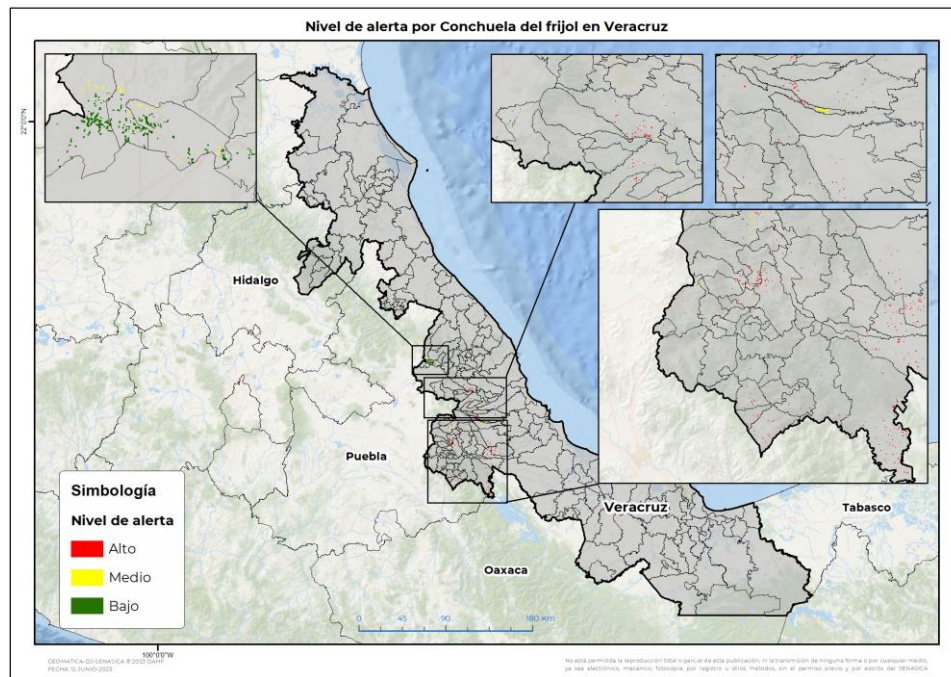 Nivel de alerta por Conchuela del frijol en Veracruz
22°0'0"N
Hidalgo
Puebla
Veracruz
Tabasco
Oaxaca
Simbología
Nivel de alerta
Alto
Medio
Bajo
0 45 90 180 Km
100°0'0"W
GEOMATICA-DJ-SENASICA ® 2023 DAHF
FECHA: 12-JUNIO-2023
No está permitida la reproducción total o parcial de esta publicación, ni la transmisión de ninguna forma o por cualquier medio,
ya sea electrónico, mecánico, fotocopia, por registro u otros métodos, sin el permiso previo y por escrito del SENASICA.